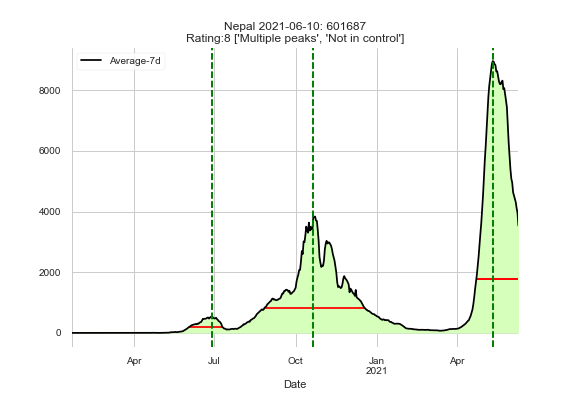 Nepal 2021-06-10: 601687
Rating:8 ['Multiple peaks', 'Not in control']
Average-7d
8000
6000
4000
2000
0
Apr
Jul
Oct
Jan
2021
Apr
Date